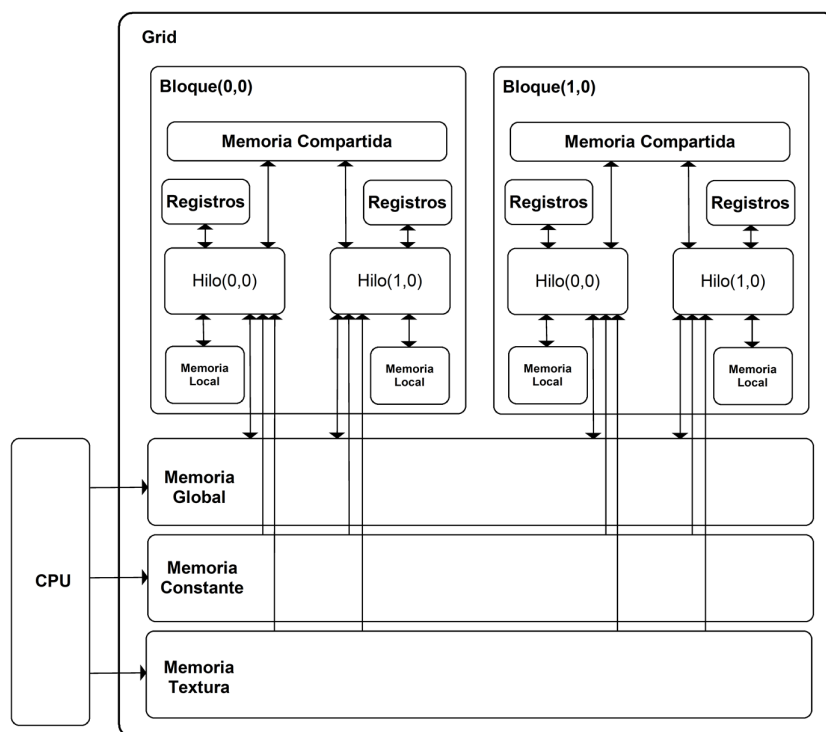 Grid
Bloque(0,0)
Memoria Compartida
Registros
Registros
Hilo(0,0)
Hilo(1,0)
Memoria
Local
Memoria
Local
Bloque(1,0)
Memoria Compartida
Registros
Registros
Hilo(0,0)
Hilo(1,0)
Memoria
Local
Memoria
Local
CPU
Memoria
Global
Memoria
Constante
Memoria
Textura